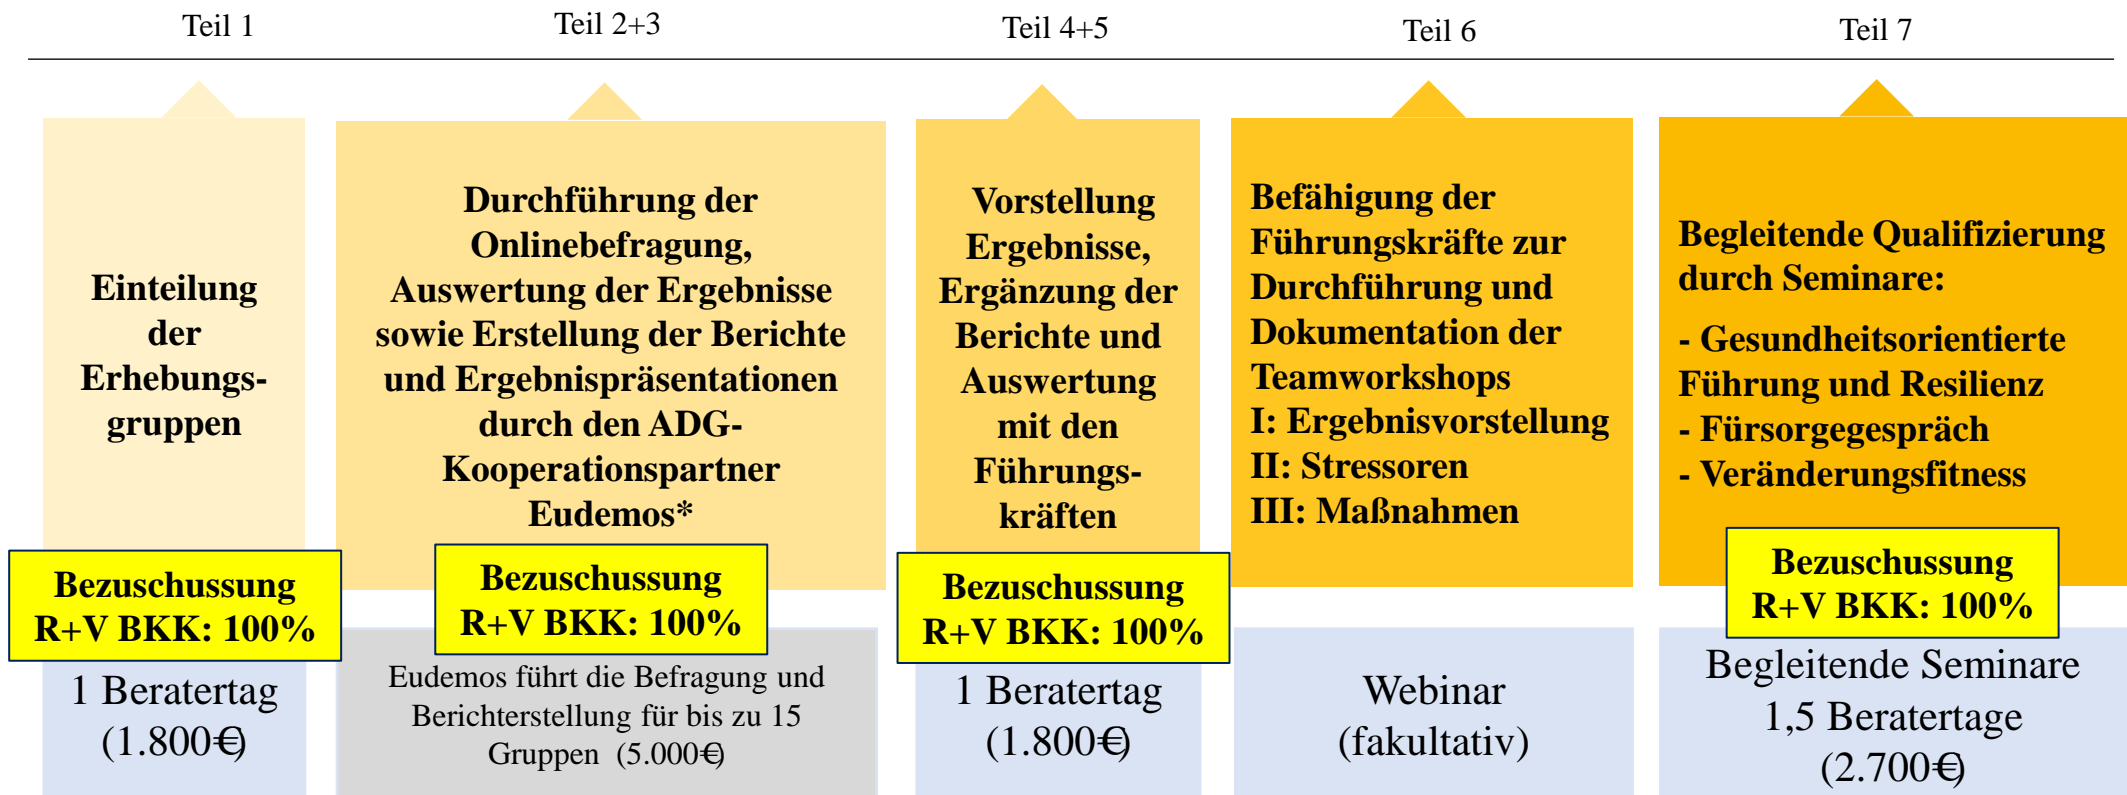 Teil 1
Teil 2+3
Teil 4+5
Teil 6
Teil 7
Einteilung
der
Erhebungs-
gruppen
Durchführung der
Onlinebefragung,
Auswertung der Ergebnisse
sowie Erstellung der Berichte
und Ergebnispräsentationen
durch den ADG-
Kooperationspartner
Eudemos*
Vorstellung
Ergebnisse,
Ergänzung der
Berichte und
Auswertung
mit den
Führungs-
kräften
Befähigung der
Führungskräfte zur
Durchführung und
Dokumentation der
Teamworkshops
I: Ergebnisvorstellung
II: Stressoren
III: Maßnahmen
Begleitende Qualifizierung
durch Seminare:
- Gesundheitsorientierte
Führung und Resilienz
- Fürsorgegespräch
- Veränderungsfitness
Bezuschussung
R+V BKK: 100%
Bezuschussung
R+V BKK: 100%
Bezuschussung
R+V BKK: 100%
Bezuschussung
R+V BKK: 100%
1 Beratertag
(1.800€)
Eudemos führt die Befragung und
Berichterstellung für bis zu 15
Gruppen (5.000€)
1 Beratertag
(1.800€)
Webinar
(fakultativ)
Begleitende Seminare
1,5 Beratertage
(2.700€)